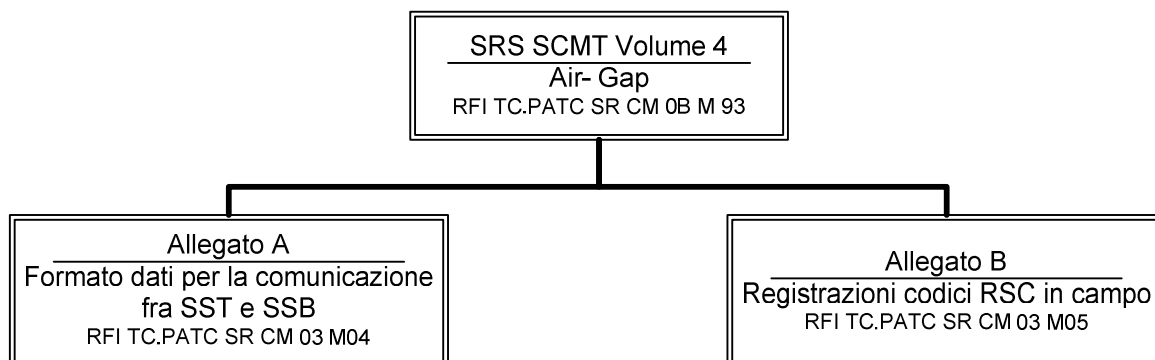 SRS SCMT Volume 4
Air- Gap
RFI TC.PATC SR CM 0B M 93
Allegato A
Formato dati per la comunicazione
fra SST e SSB
RFI TC.PATC SR CM 03 M04
Allegato B
Registrazioni codici RSC in campo
RFI TC.PATC SR CM 03 M05